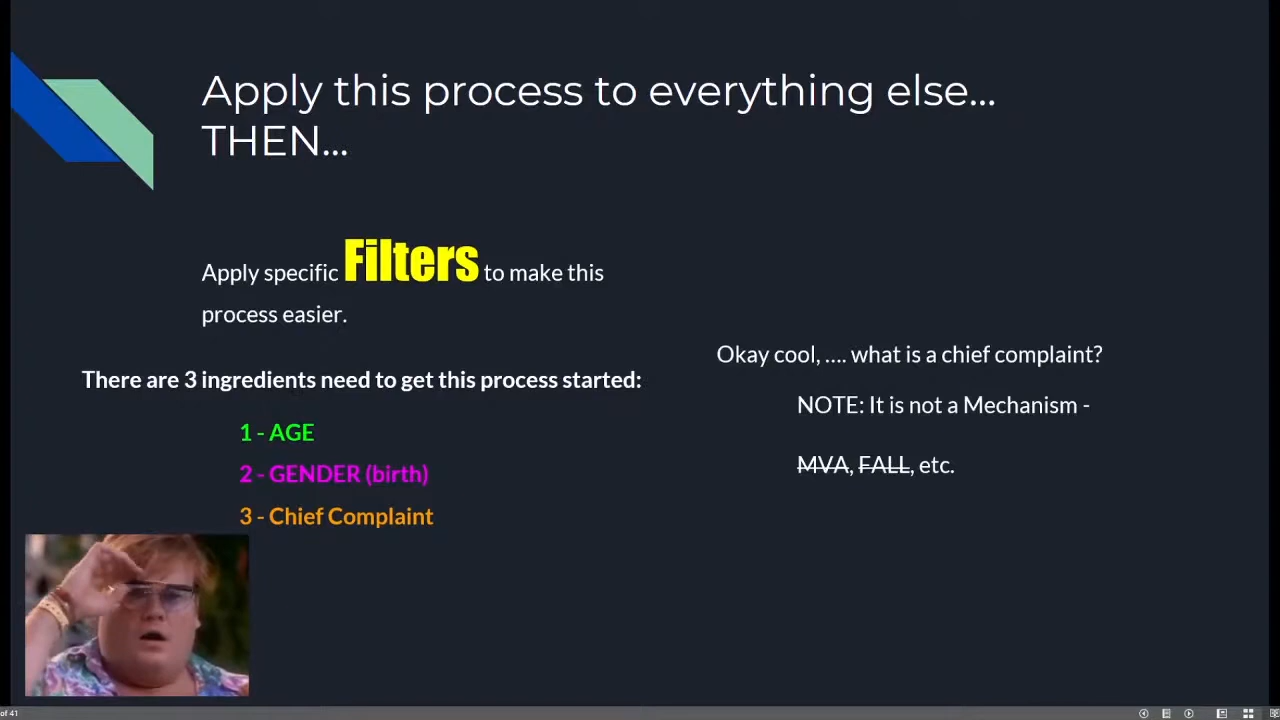 Apply this process to everything else...
THEN...
Apply specific Filters to make this
process easier.
There are 3 ingredients need to get this process started:
1 - AGE
2 - GENDER (birth)
3 - Chief Complaint
Okay cool, .... what is a chief complaint?
NOTE: It is not a Mechanism -
MVA, FALL, etc.
of 41